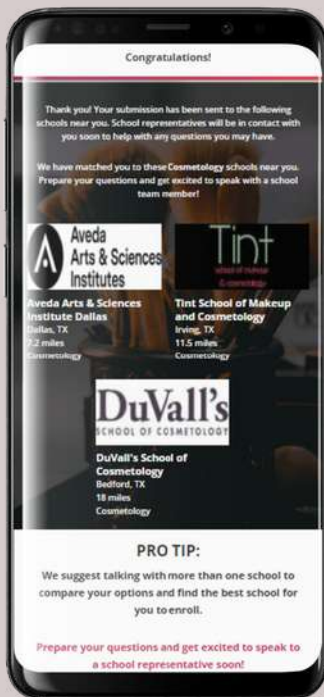 Congratulations!
Thank you! Your submission has been sent to the following
schools near you. School representatives will be in contact with
you soon to help with any questions you may have.
We have matched you to these Cosmetology schools near you.
Prepare your questions and get excited to speak with a school
team member!
Aveda
Arts & Sciences
Institutes
Aveda Arts & Sciences
Institute Dallas
Dallas, TX
7.2 miles
Cosmetology
Tint
school of makeup
& cosmetology
Tint School of Makeup
and Cosmetology
Irving, TX
11.5 miles
Cosmetology
DuVall's
SCHOOL OF COSMETOLOGY
DuVall's School of
Cosmetology
Bedford, TX
18 miles
Cosmetology
PRO TIP:
We suggest talking with more than one school to
compare your options and find the best school for
you to enroll.
Prepare your questions and get excited to speak to
a school representative soon!